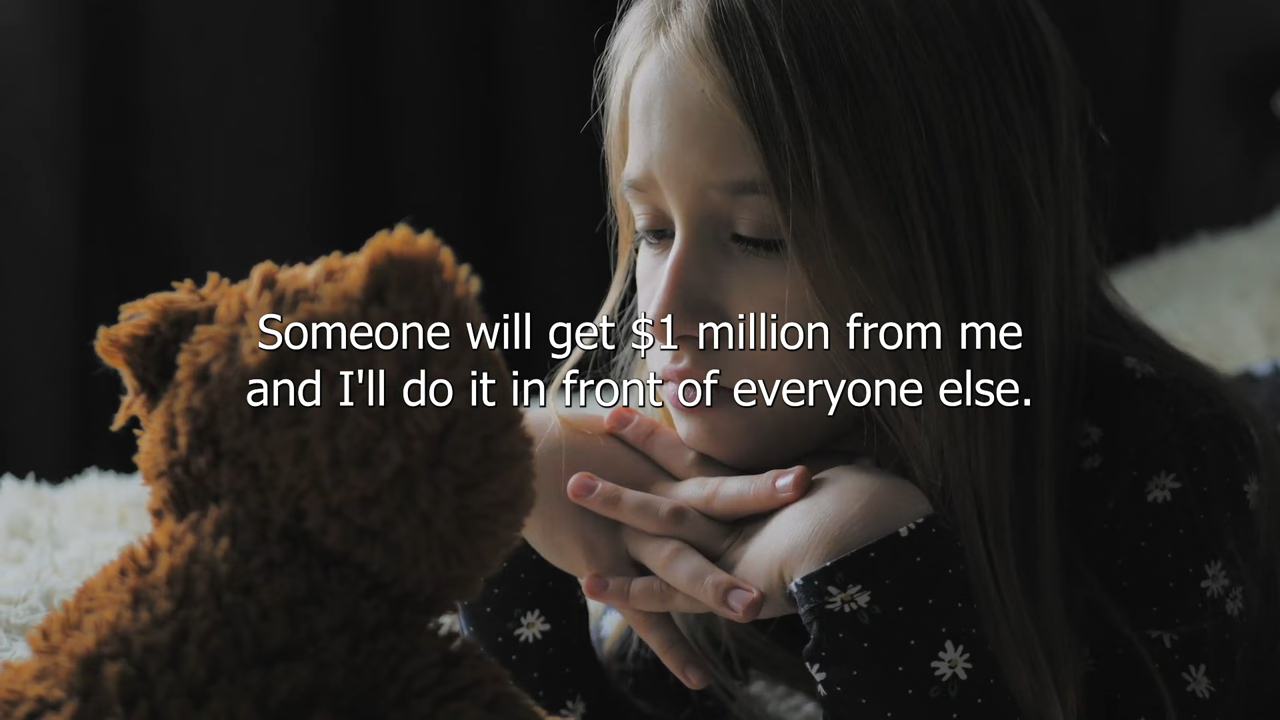 Someone will get $1 million from me
and I'll do it in front of everyone else.